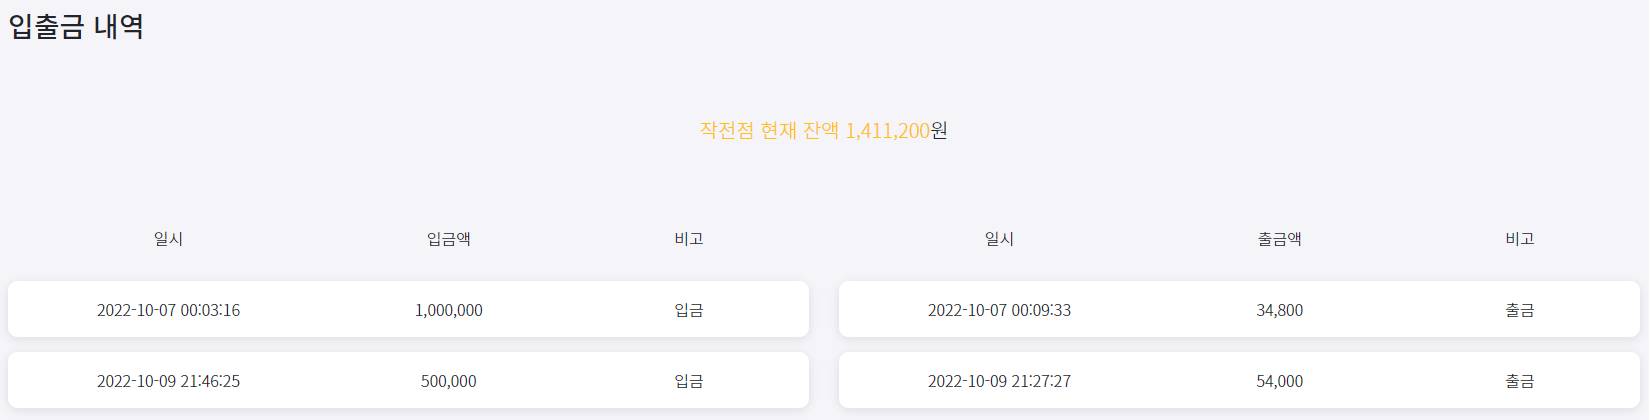 입출금 내역
작전점 현재 잔액 1,411,200원
일시 입금액 비고 일시 출금액 비고
2022-10-07 00:03:16 1,000,000 입금 2022-10-07 00:09:33 34,800 출금
2022-10-09 21:46:25 500,000 입금 2022-10-09 21:27:27 54,000 출금